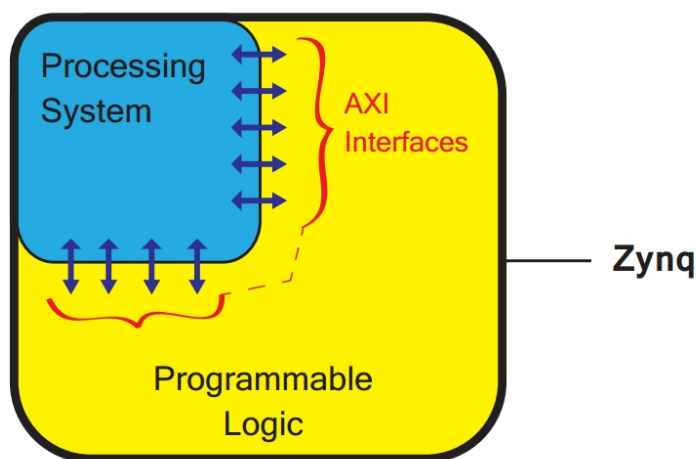 Processing
System
AXI
Interfaces
Zynq
Programmable
Logic